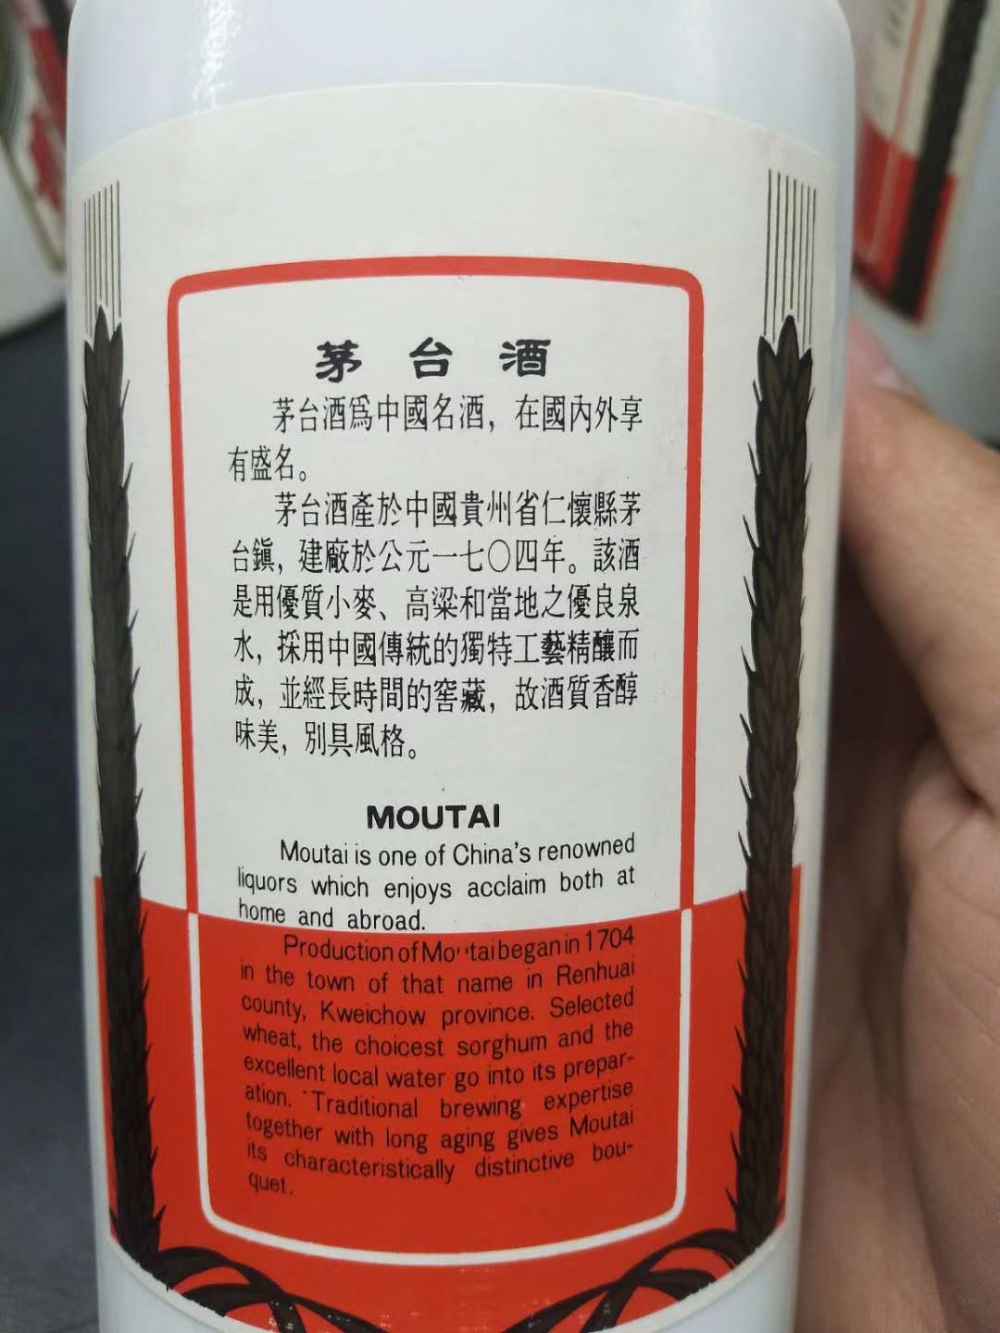 茅台酒
茅台酒爲中國名酒，在國內外享
有盛名。
茅台酒產於中國貴州省仁懷縣茅
台鎭，建廠於公元一七〇四年。該酒
是用優質小麥、高粱和當地之優良泉
水，採用中國傳統的獨特工藝精釀而
成，並經長時間的窖藏，故酒質香醇
味美，別具風格。
MOUTAI
Moutai is one of China's renowned
liquors which enjoys acclaim both at
home and abroad.
Production of Moutai began in 1704
in the town of that name in Renhuai
county, Kweichow province. Selected
wheat, the choicest sorghum and the
excellent local water go into its prepar-
ation. Traditional brewing expertise
together with long aging gives Moutai
its characteristically distinctive bou-
quet.